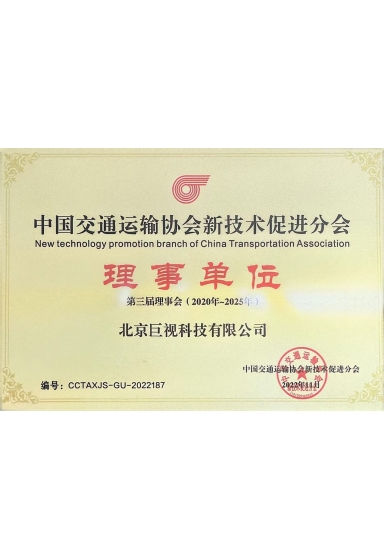 中国交通运输协会新技术促进分会
New technology promotion branch of China Transportation Association
理事单位
第三届理事会（2020年-2025年）
北京巨视科技有限公司
中国交通运输协会新技术促进分会
编号：CCTAXJS-GU-2022187
2022年11月